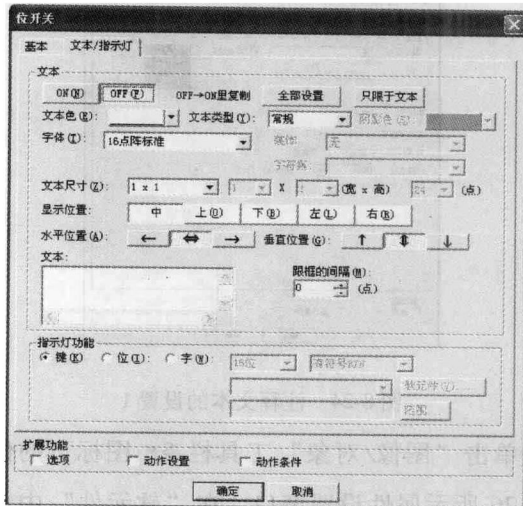 位开关
基本 文本/指示灯
文本
ON(N) OFF(F) OFF→ON里复制 全部设置 只限于文本
文本色(E): 文本类型(Y): 常规
字体(T): 16点阵标准 无
文本尺寸(Z): 1 x 1 X (宽 x 高) 24 (点)
显示位置: 中 上(D) 下(B) 左(L) 右(R)
水平位置(A): ← ⇔ → 垂直位置(G): ↑ ⇕ ↓
文本: 跟框的间隔(M):
0 (点)
指示灯功能
键(K) 位(I): 字(W): 16位
扩展功能
选项 动作设置 动作条件
确定 取消